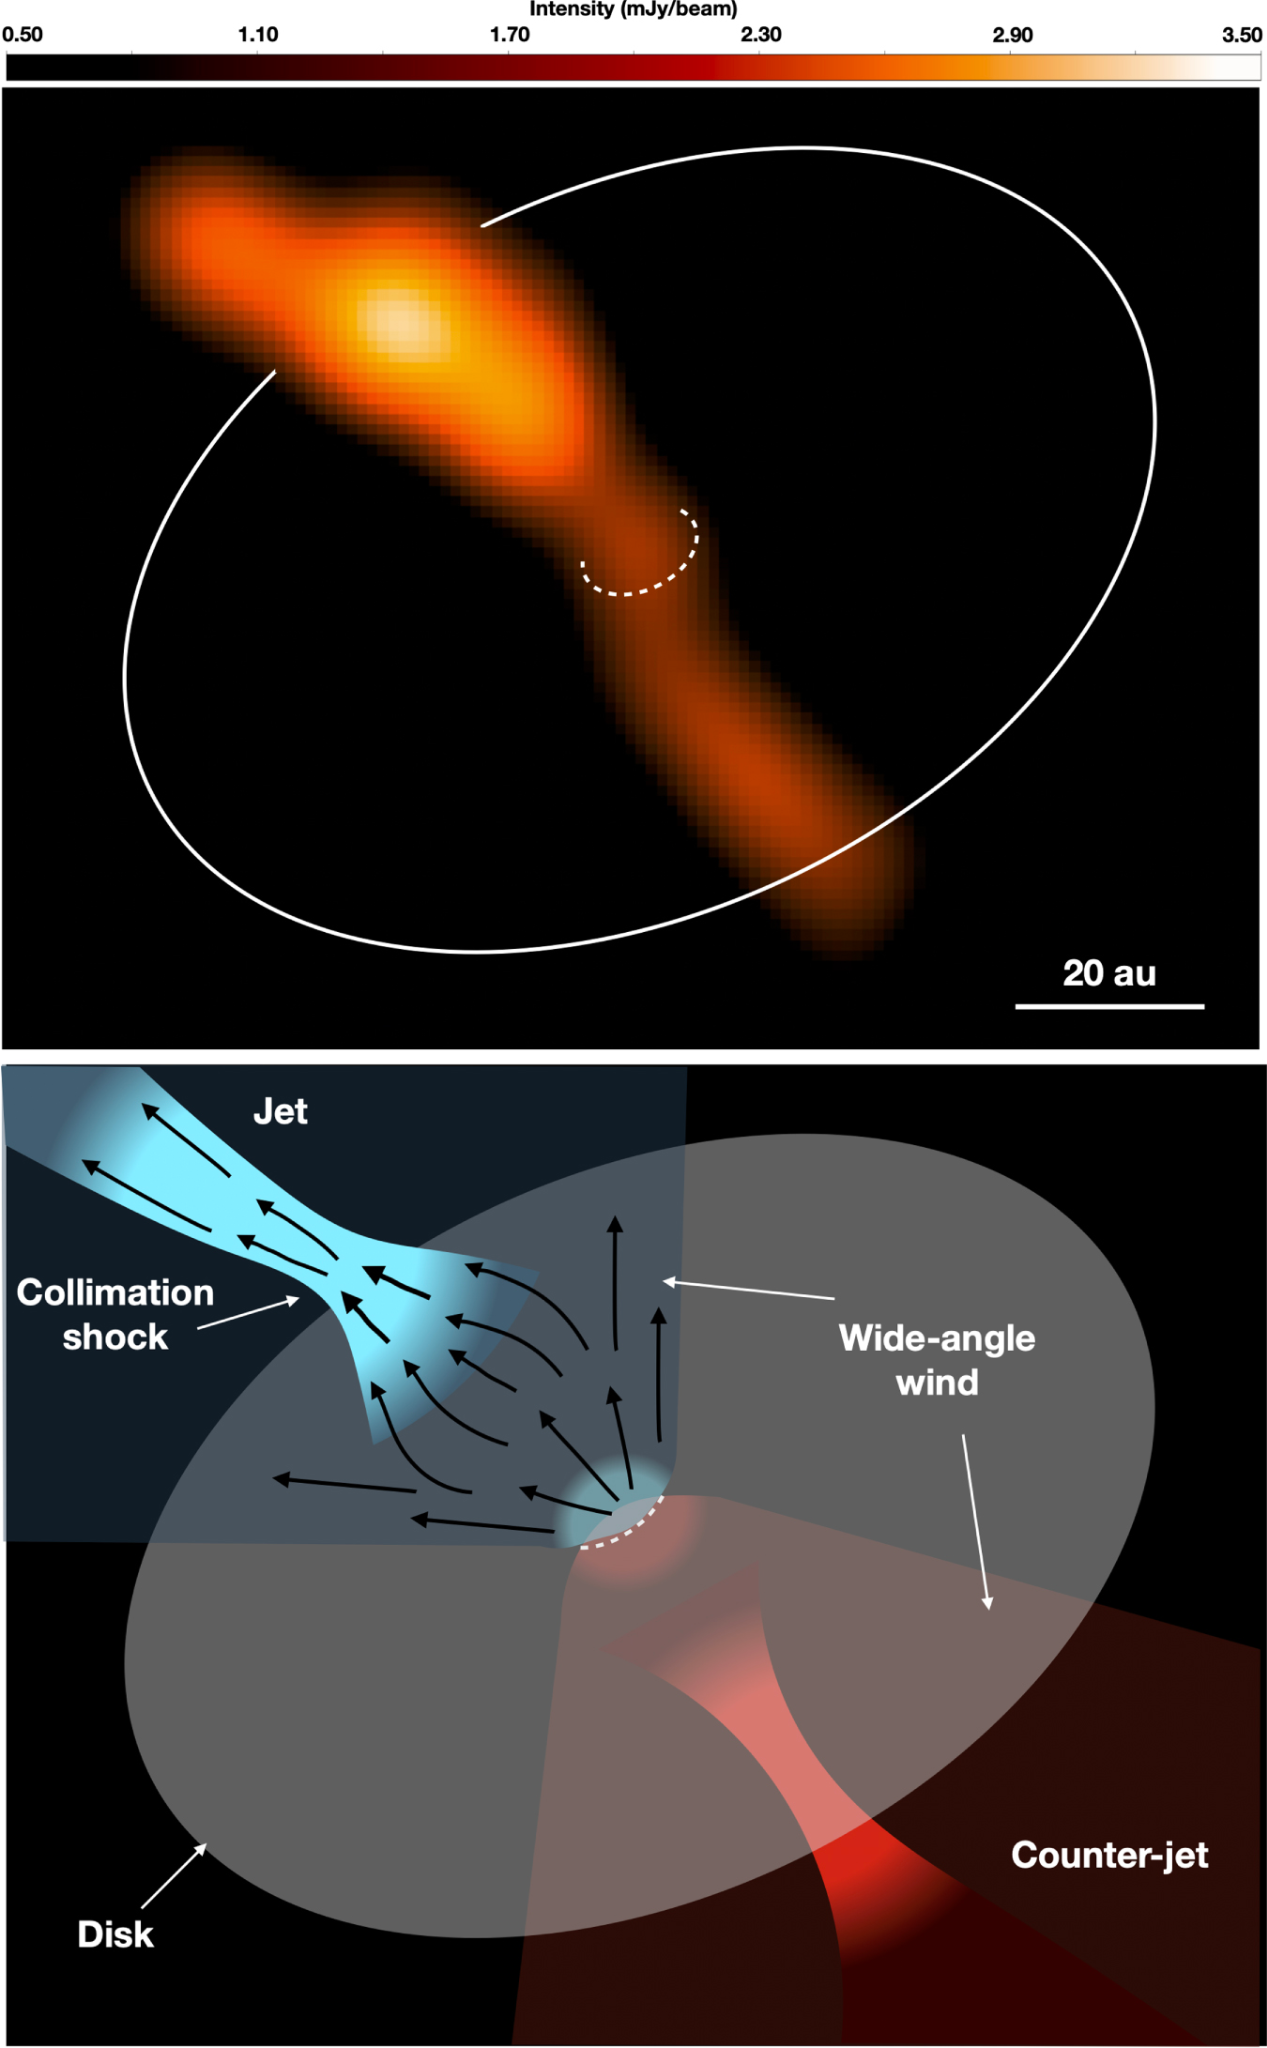 Intensity (mJy/beam)
0.50 1.10 1.70 2.30 2.90 3.50
20 au
Jet
Collimation
shock
Wide-angle
wind
Counter-jet
Disk